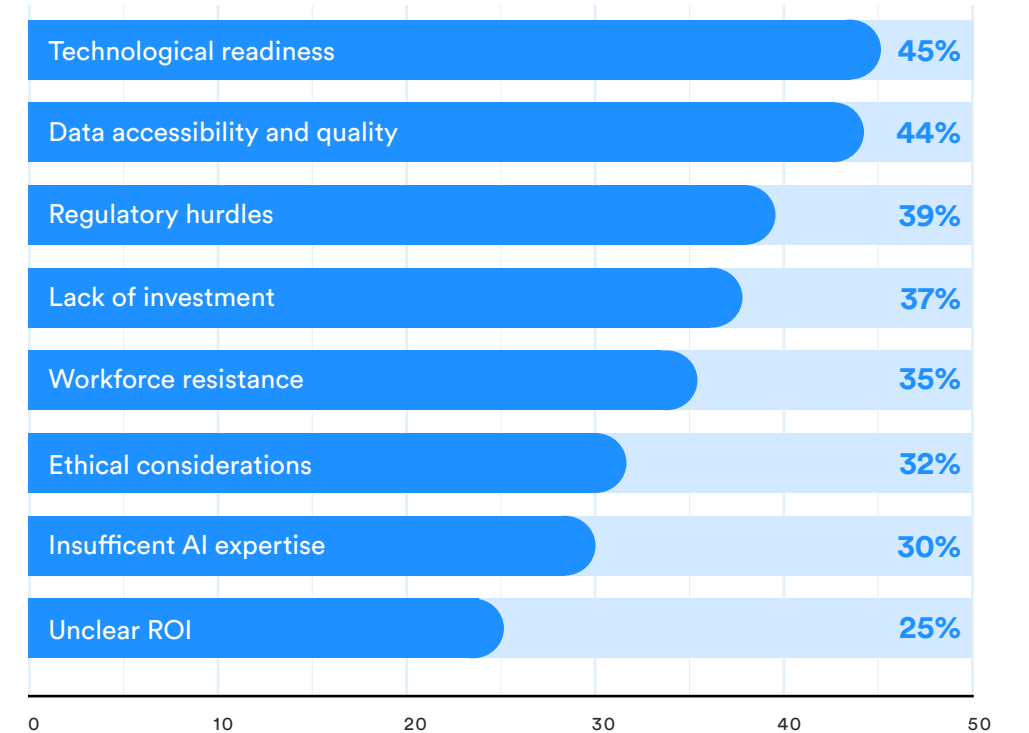 Technological readiness 45%
Data accessibility and quality 44%
Regulatory hurdles 39%
Lack of investment 37%
Workforce resistance 35%
Ethical considerations 32%
Insufficent AI expertise 30%
Unclear ROI 25%
0 10 20 30 40 50